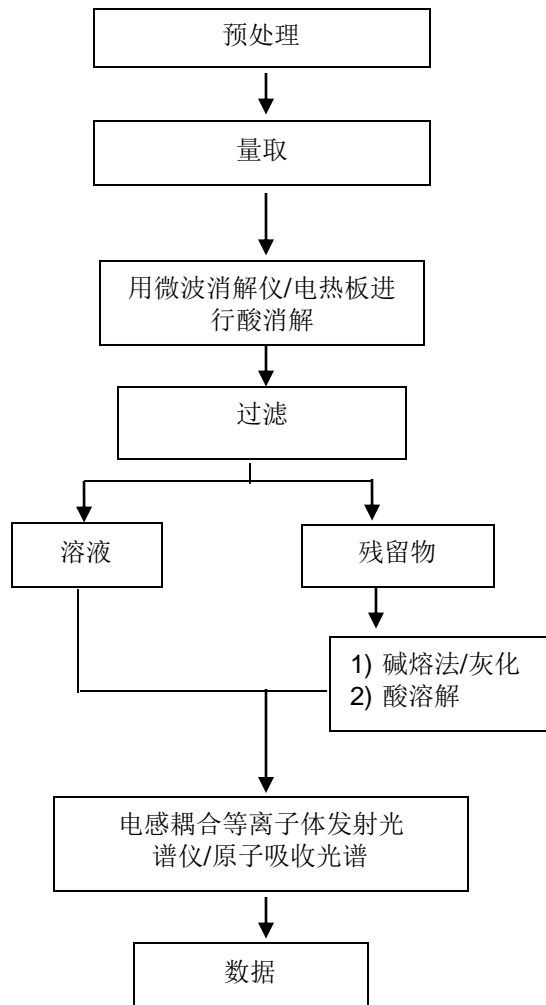 预处理
量取
用微波消解仪/电热板进
行酸消解
过滤
溶液
残留物
1) 碱熔法/灰化
2) 酸溶解
电感耦合等离子体发射光
谱仪/原子吸收光谱
数据